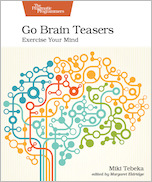 The
Pragmatic
Programmers
Go Brain Teasers
Exercise Your Mind
Miki Tebeka
edited by Margaret Eldridge